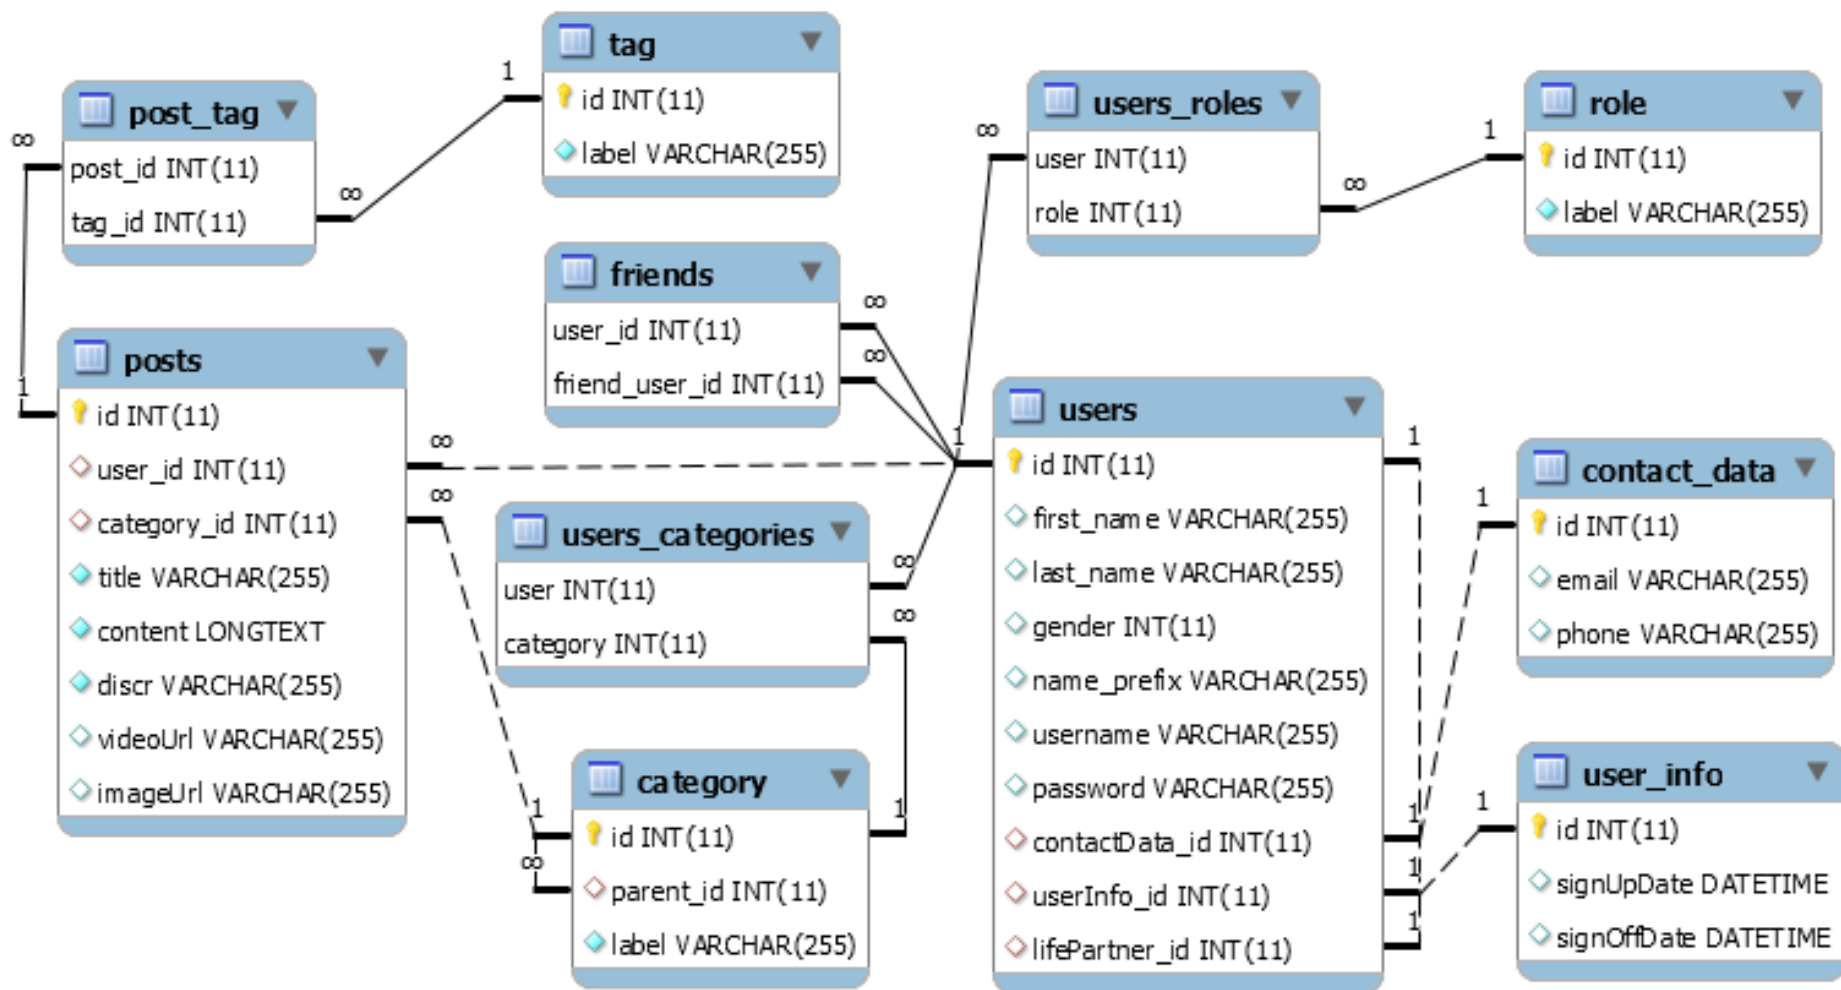 tag
id INT(11)
label VARCHAR(255)
post_tag
post_id INT(11)
tag_id INT(11)
users_roles
user INT(11)
role INT(11)
role
id INT(11)
label VARCHAR(255)
friends
user_id INT(11)
friend_user_id INT(11)
posts
id INT(11)
user_id INT(11)
category_id INT(11)
title VARCHAR(255)
content LONGTEXT
discr VARCHAR(255)
videoUrl VARCHAR(255)
imageUrl VARCHAR(255)
users_categories
user INT(11)
category INT(11)
category
id INT(11)
parent_id INT(11)
label VARCHAR(255)
users
id INT(11)
first_name VARCHAR(255)
last_name VARCHAR(255)
gender INT(11)
name_prefix VARCHAR(255)
username VARCHAR(255)
password VARCHAR(255)
contactData_id INT(11)
userInfo_id INT(11)
lifePartner_id INT(11)
contact_data
id INT(11)
email VARCHAR(255)
phone VARCHAR(255)
user_info
id INT(11)
signUpDate DATETIME
signOffDate DATETIME
∞
1
∞
1
∞
∞
1
∞
∞
1
∞
∞
∞
∞
1
∞
1
1
1
1
1
1
1